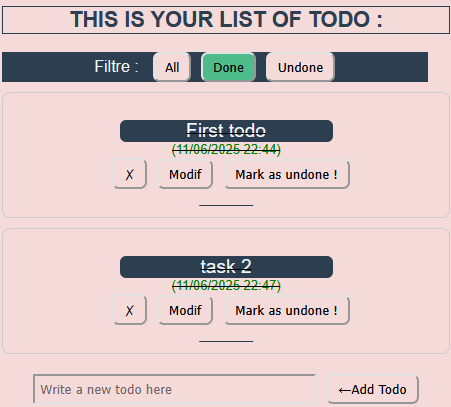 THIS IS YOUR LIST OF TODO :
Filtre : All Done Undone
First todo
(11/06/2025 22:44)
✗ Modif Mark as undone !
task 2
(11/06/2025 22:47)
✗ Modif Mark as undone !
Write a new todo here ←Add Todo